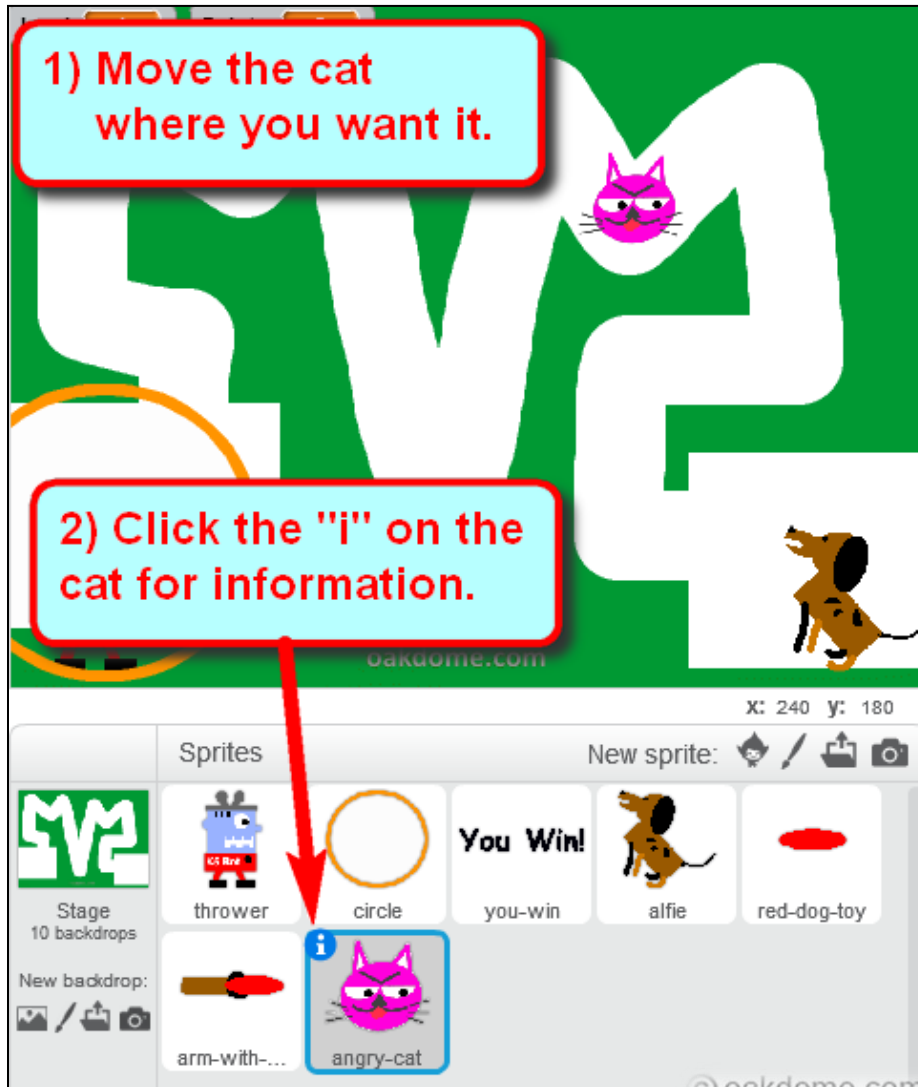 1) Move the cat
where you want it.
2) Click the "i" on the
cat for information.
oakdome.com
x: 240 y: 180
Sprites
New sprite:
Stage
10 backdrops
New backdrop:
thrower
circle
You Win!
you-win
alfie
red-dog-toy
arm-with-...
i
angry-cat
oakdome.com